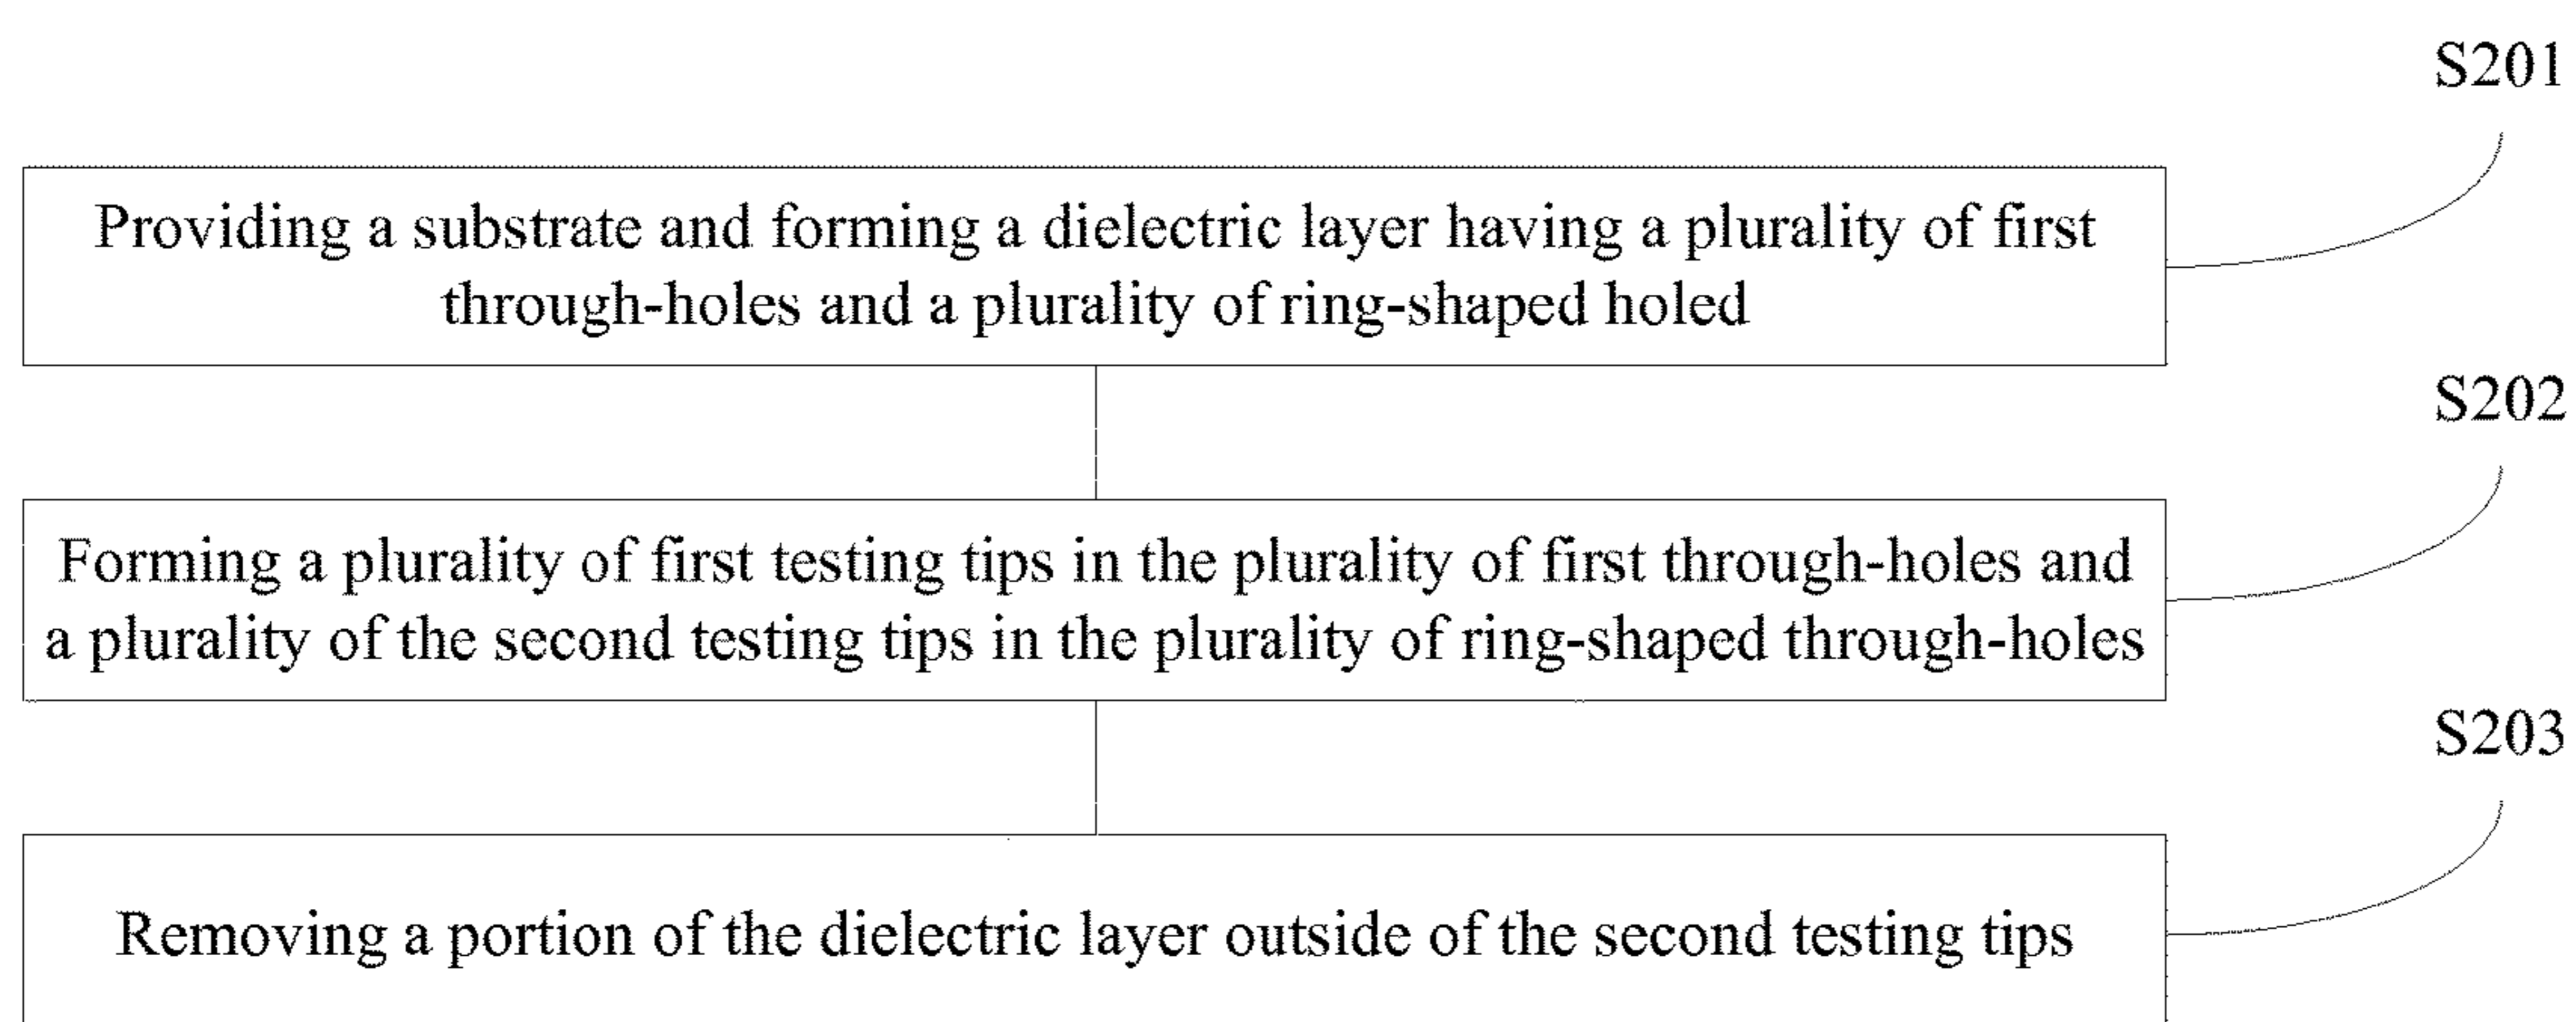 S201
Providing a substrate and forming a dielectric layer having a plurality of first
through-holes and a plurality of ring-shaped holed
S202
Forming a plurality of first testing tips in the plurality of first through-holes and
a plurality of the second testing tips in the plurality of ring-shaped through-holes
S203
Removing a portion of the dielectric layer outside of the second testing tips